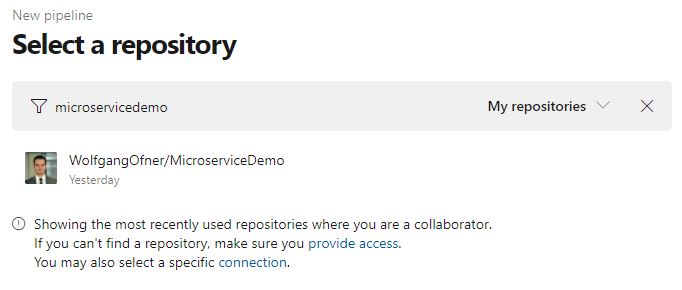 New pipeline
Select a repository
microservicedemo My repositories
WolfgangOfner/MicroserviceDemo
Yesterday
Showing the most recently used repositories where you are a collaborator.
If you can't find a repository, make sure you provide access.
You may also select a specific connection.